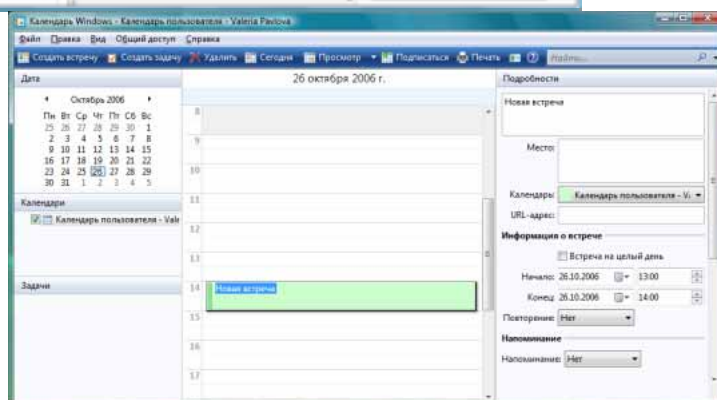 Календарь Windows - Календарь пользователя - Valeria Pavlova
Файл Правка Вид Общий доступ Справка
Создать встречу Создать задачу Удалить Сегодня Просмотр Подписаться Печать Найти...
Дата
Октябрь 2006
Пн Вт Ср Чт Пт Сб Вс
25 26 27 28 29 30 1
2 3 4 5 6 7 8
9 10 11 12 13 14 15
16 17 18 19 20 21 22
23 24 25 26 27 28 29
30 31 1 2 3 4 5
Календари
Календарь пользователя - Vale
Задачи
26 октября 2006 г.
8
9
10
11
12
13
14 Новая встреча
15
16
17
Подробности
Новая встреча
Место:
Календарь: Календарь пользователя - V
URL-адрес:
Информация о встрече
Встреча на целый день
Начало: 26.10.2006 13:00
Конец: 26.10.2006 14:00
Повторение: Нет
Напоминание
Напоминание: Нет